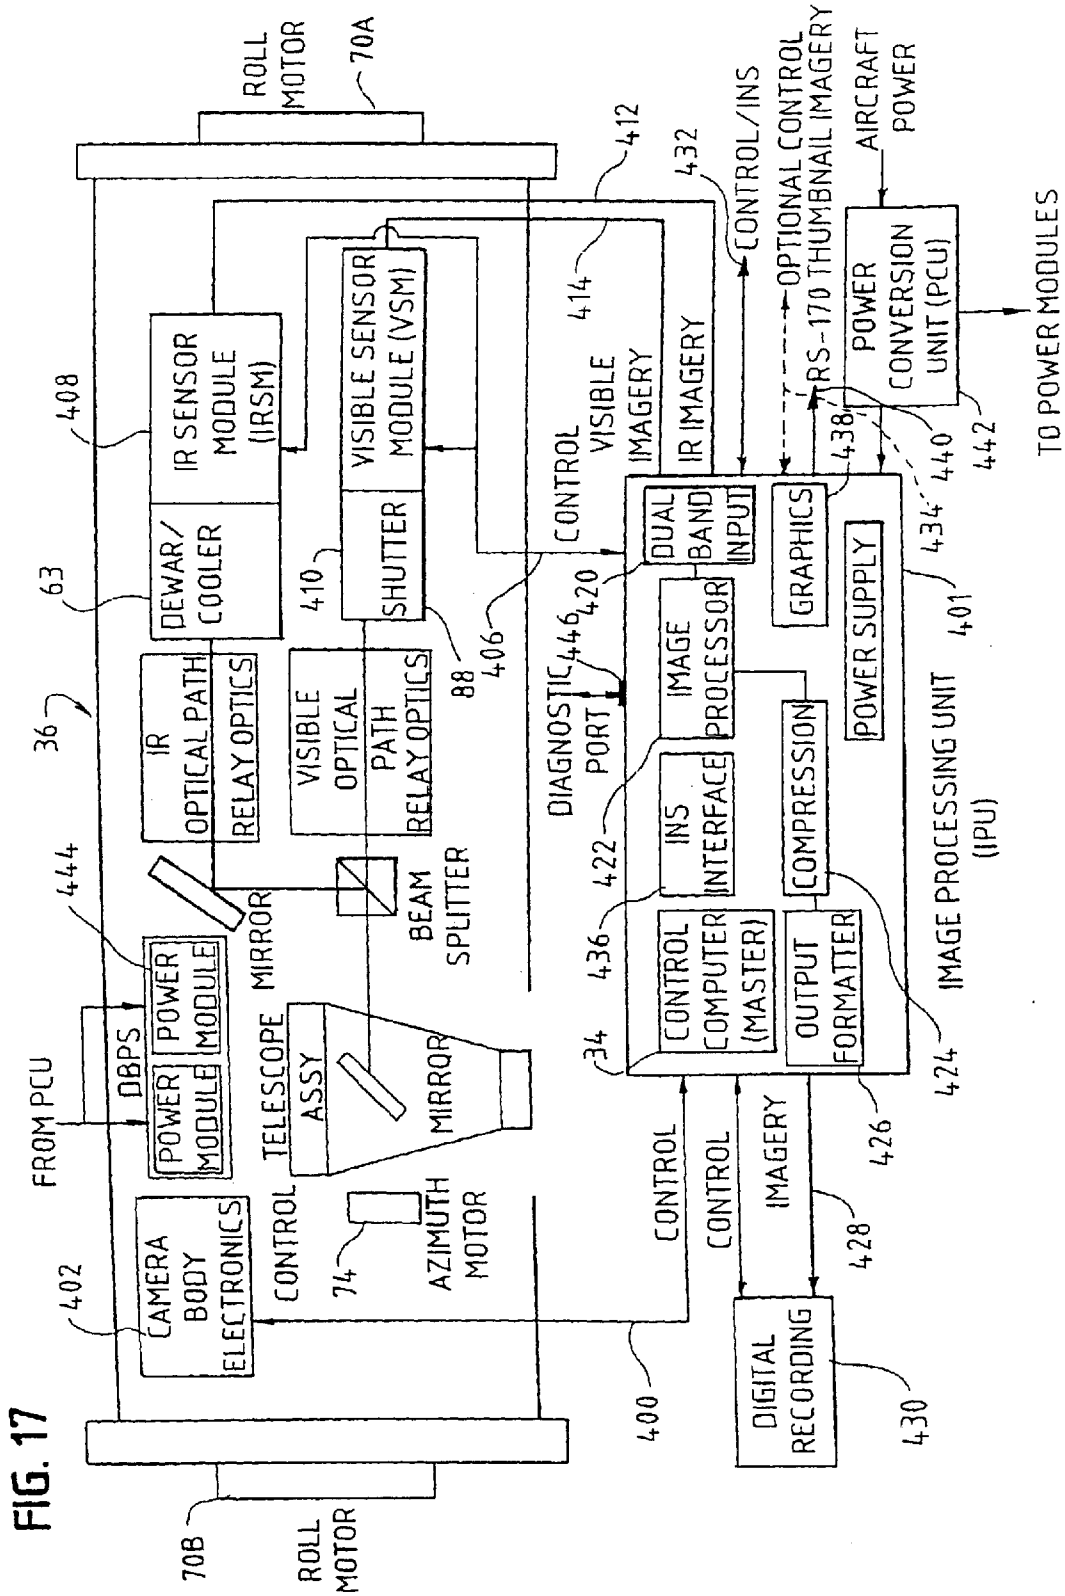 FIG. 17
70B
ROLL
MOTOR
402
CAMERA
BODY
ELECTRONICS
CONTROL
74
AZIMUTH
MOTOR
FROM PCU
DBPS
POWER
MODULE
POWER
MODULE
444
TELESCOPE
ASSY
MIRROR
MIRROR
BEAM
SPLITTER
36
IR
OPTICAL PATH
RELAY OPTICS
VISIBLE
OPTICAL
PATH
RELAY OPTICS
63
DEWAR/
COOLER
408
IR SENSOR
MODULE
(IRSM)
410
SHUTTER
88
VISIBLE SENSOR
MODULE (VSM)
ROLL
MOTOR
70A
412
414
406
CONTROL
VISIBLE
IMAGERY
IR IMAGERY
432
CONTROL/INS
OPTIONAL CONTROL
RS-170 THUMBNAIL IMAGERY
AIRCRAFT
POWER
POWER
CONVERSION
UNIT (PCU)
442
TO POWER MODULES
400
CONTROL
CONTROL
IMAGERY
428
DIGITAL
RECORDING
430
34
CONTROL
COMPUTER
(MASTER)
436
INS
INTERFACE
422
DIAGNOSTIC
PORT
446
IMAGE
PROCESSOR
420
DUAL
BAND
INPUT
OUTPUT
FORMATTER
426
COMPRESSION
424
GRAPHICS
438
440
434
POWER SUPPLY
401
IMAGE PROCESSING UNIT
(IPU)